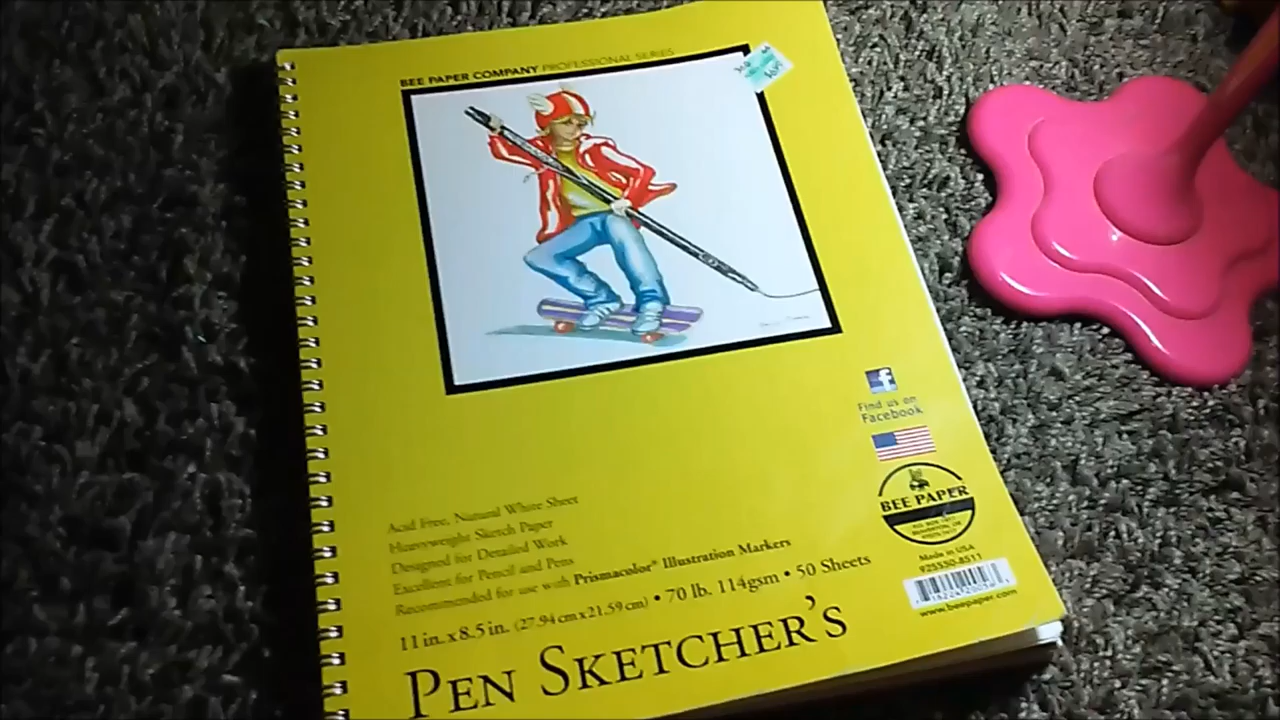 BEE PAPER COMPANY PROFESSIONAL SERIES
Find us on
Facebook
BEE PAPER
Made in USA
925530-8511
www.beepaper.com
Acid Free, Natural White Sheet
Heavyweight Sketch Paper
Designed for Detailed Work
Excellent for Pencil and Pens
Recommended for use with Prismacolor® Illustration Markers
11 in. x 8.5 in. (27.94 cm x 21.59 cm) • 70 lb. 114gsm • 50 Sheets
PEN SKETCHER'S